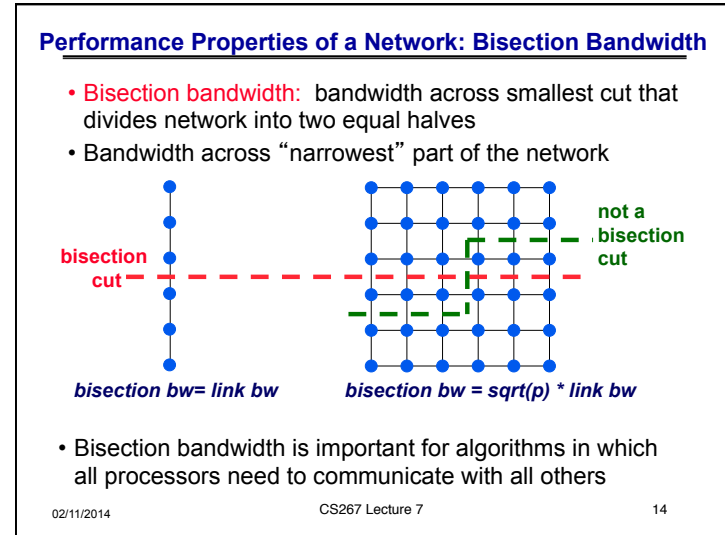 Performance Properties of a Network: Bisection Bandwidth
• Bisection bandwidth: bandwidth across smallest cut that
divides network into two equal halves
• Bandwidth across “narrowest” part of the network
bisection
cut
not a
bisection
cut
bisection bw= link bw
bisection bw = sqrt(p) * link bw
• Bisection bandwidth is important for algorithms in which
all processors need to communicate with all others
02/11/2014
CS267 Lecture 7
14